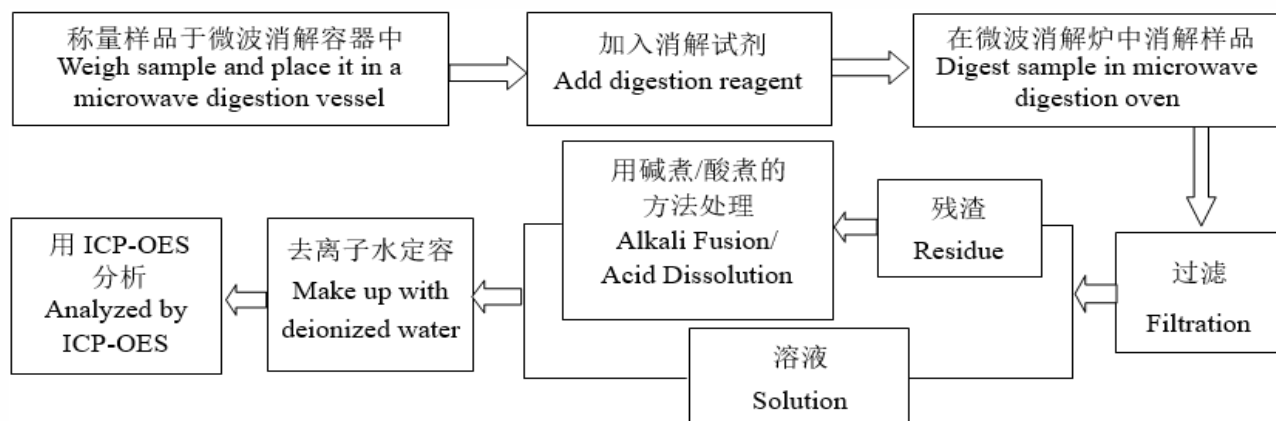 称量样品于微波消解容器中
Weigh sample and place it in a
microwave digestion vessel
加入消解试剂
Add digestion reagent
在微波消解炉中消解样品
Digest sample in microwave
digestion oven
过滤
Filtration
残渣
Residue
用碱煮/酸煮的
方法处理
Alkali Fusion/
Acid Dissolution
溶液
Solution
去离子水定容
Make up with
deionized water
用 ICP-OES
分析
Analyzed by
ICP-OES